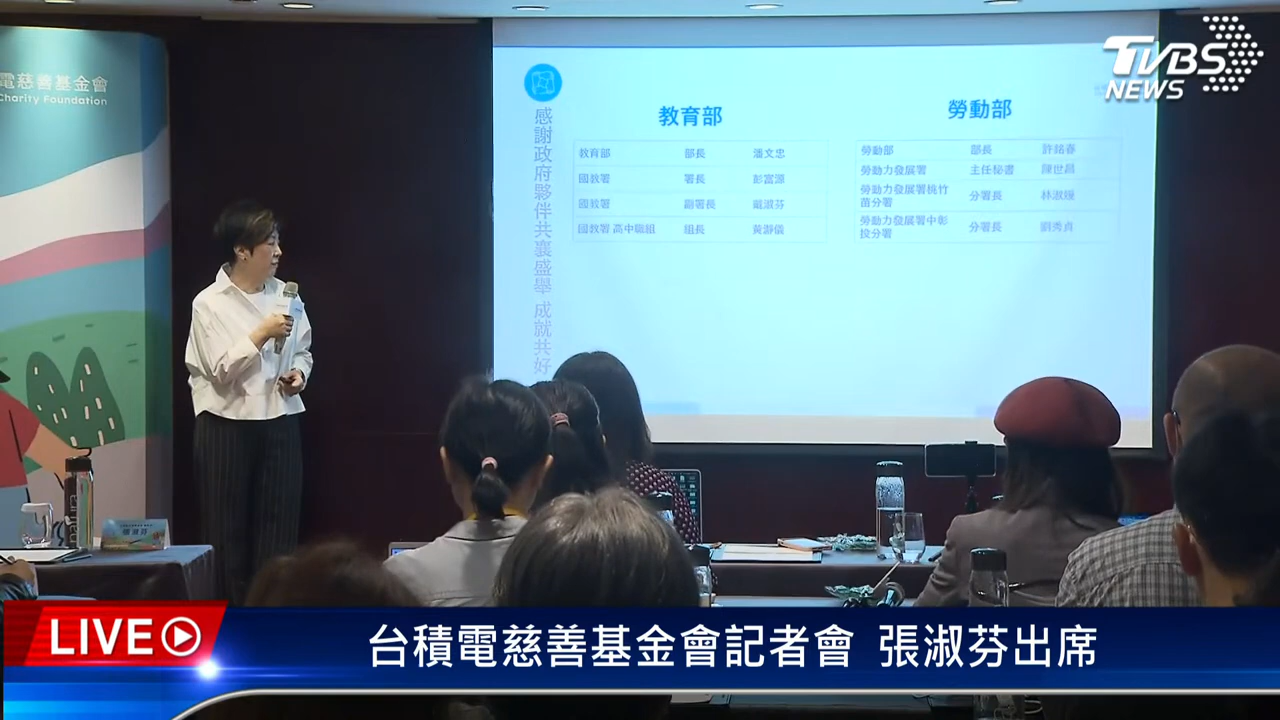 電慈善基金會
Charity Foundation
TVBS
NEWS
感謝政府夥伴共襄盛舉 成就共好
教育部
教育部 部長 潘文忠
國教署 署長 彭富源
國教署 副署長 戴淑芬
國教署 高中職組 組長 黃靜儀
勞動部
勞動部 部長 許銘春
勞動力發展署 主任秘書 陳世昌
勞動力發展署桃竹
苗分署 分署長 林淑媛
勞動力發展署中彰
投分署 分署長 劉秀貞
張淑芬
LIVE
台積電慈善基金會記者會 張淑芬出席